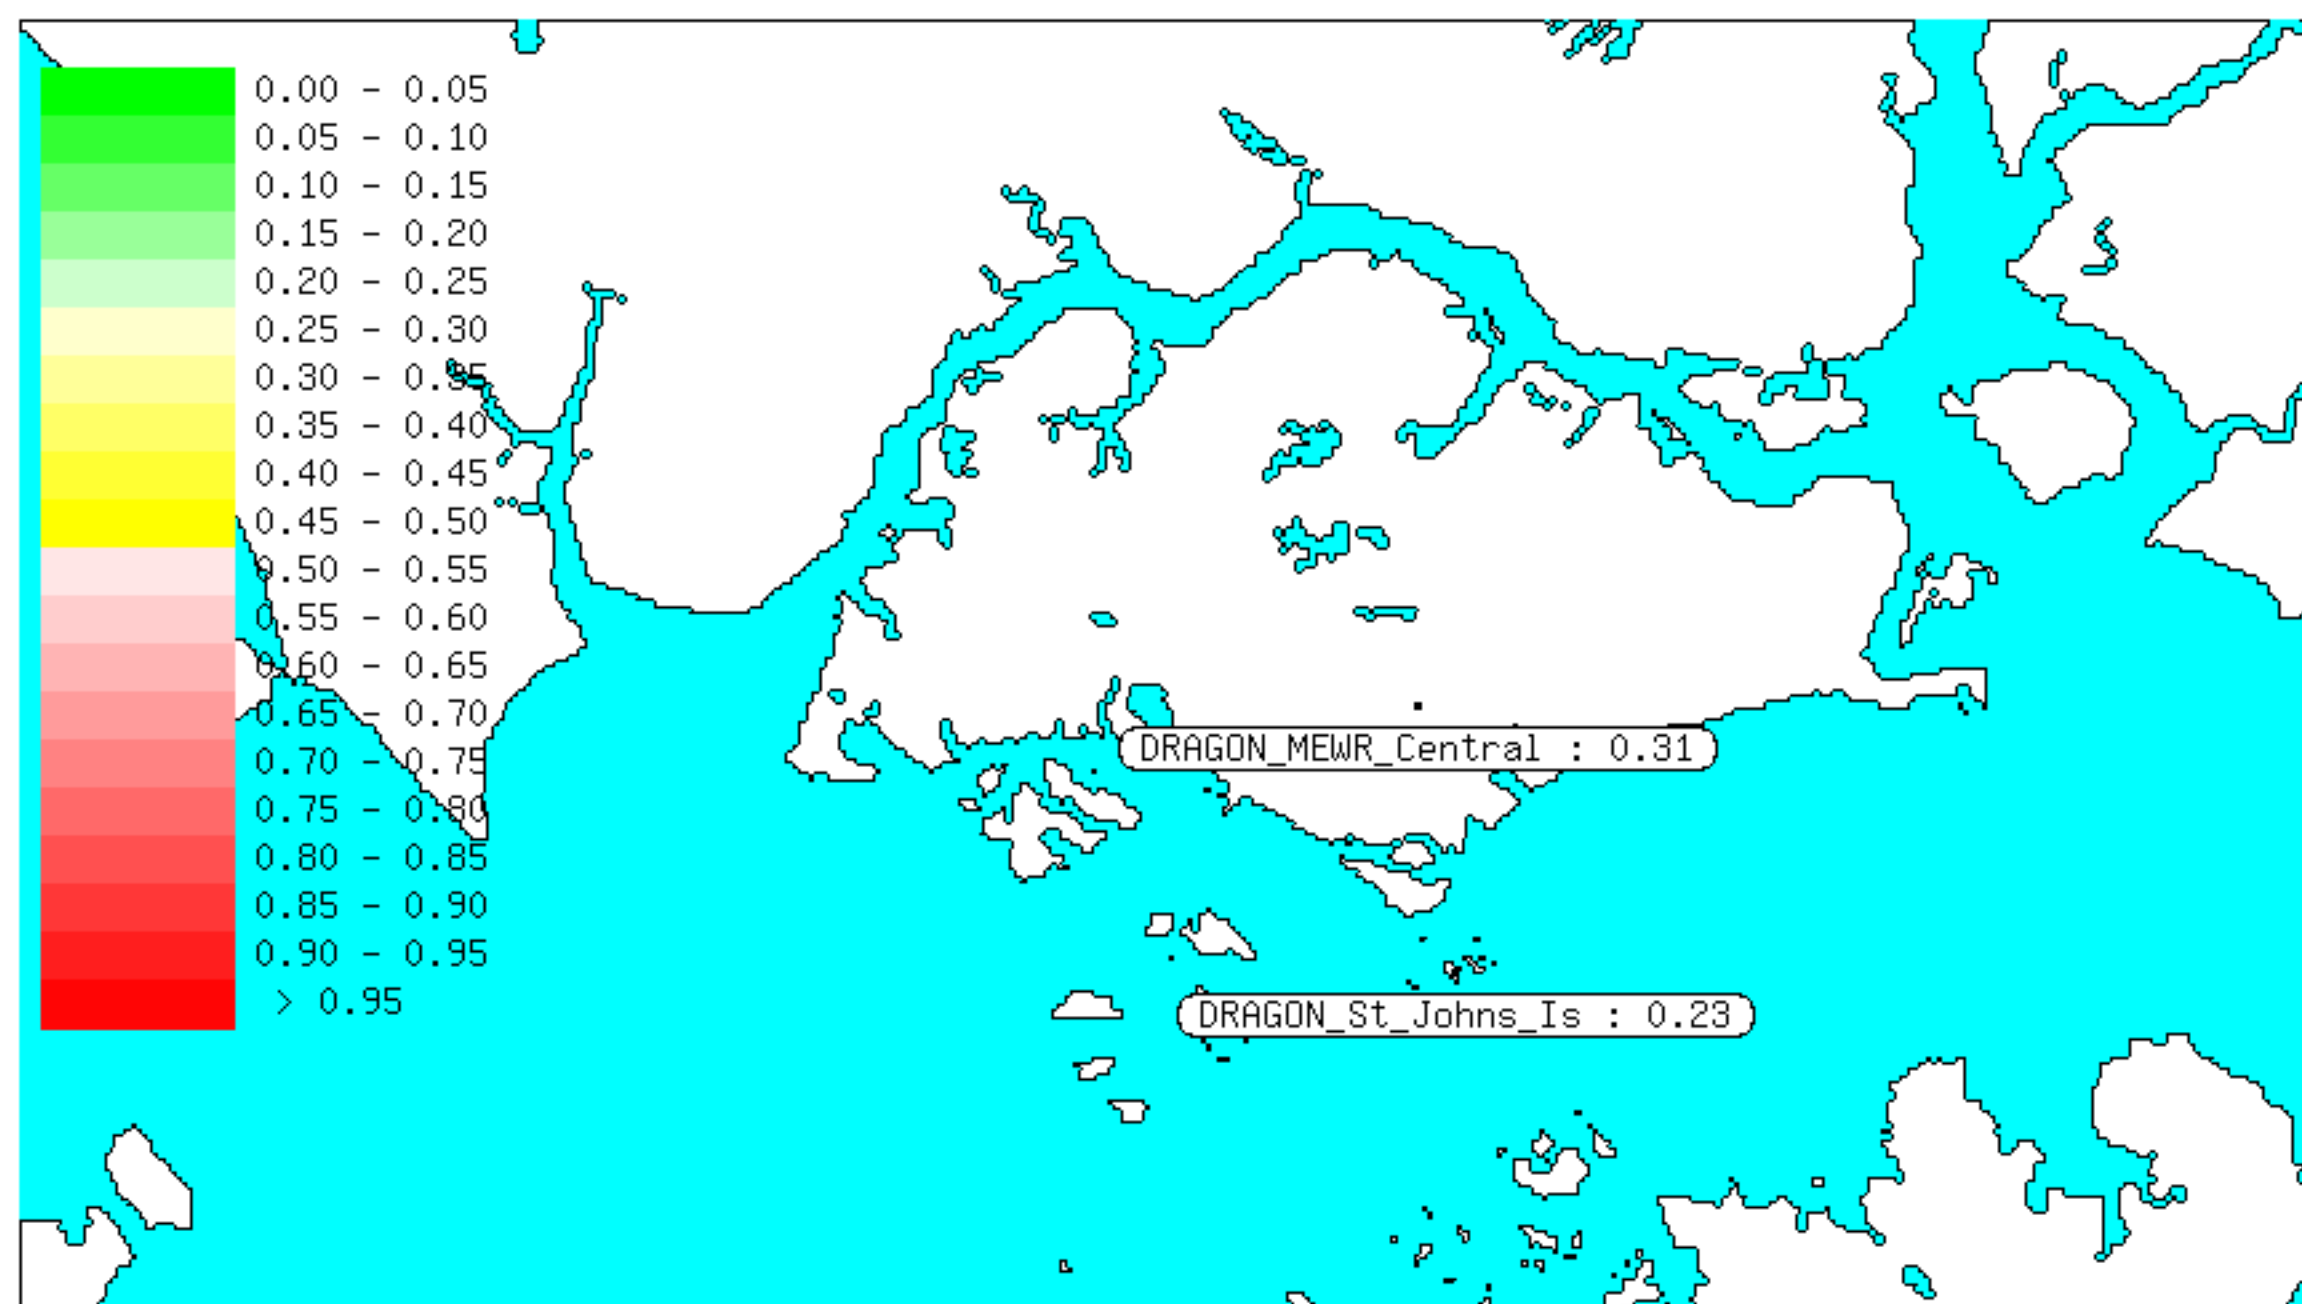 0.00 - 0.05
0.05 - 0.10
0.10 - 0.15
0.15 - 0.20
0.20 - 0.25
0.25 - 0.30
0.30 - 0.35
0.35 - 0.40
0.40 - 0.45
0.45 - 0.50
0.50 - 0.55
0.55 - 0.60
0.60 - 0.65
0.65 - 0.70
0.70 - 0.75
0.75 - 0.80
0.80 - 0.85
0.85 - 0.90
0.90 - 0.95
> 0.95
DRAGON_MEWR_Central : 0.31
DRAGON_St_Johns_Is : 0.23